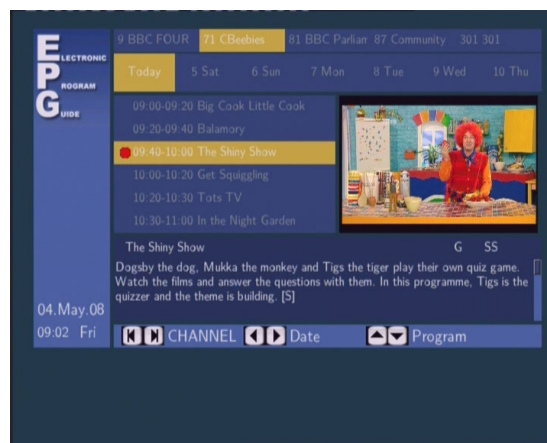 9 BBC FOUR 71 CBeebies 81 BBC Parliam 87 Community 301 301
ELECTRONIC
PROGRAM
GUIDE
Today 5 Sat 6 Sun 7 Mon 8 Tue 9 Wed 10 Thu
09:00-09:20 Big Cook Little Cook
09:20-09:40 Balamory
09:40-10:00 The Shiny Show
10:00-10:20 Get Squiggling
10:20-10:30 Tots TV
10:30-11:00 In the Night Garden
The Shiny Show G SS
Dogsby the dog, Mukka the monkey and Tigs the tiger play their own quiz game.
Watch the films and answer the questions with them. In this programme, Tigs is the
quizzer and the theme is building. [S]
04.May.08
09:02 Fri
CHANNEL Date Program